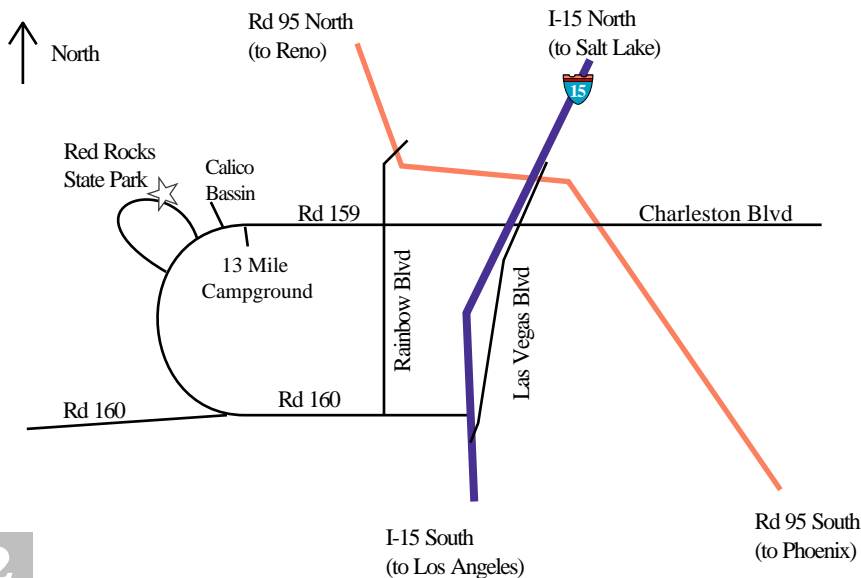 Rd 95 North
(to Reno)
I-15 North
(to Salt Lake)
North
15
Red Rocks
State Park
Calico
Bassin
Rd 159
Charleston Blvd
13 Mile
Campground
Rainbow Blvd
Las Vegas Blvd
Rd 160
Rd 160
I-15 South
(to Los Angeles)
Rd 95 South
(to Phoenix)